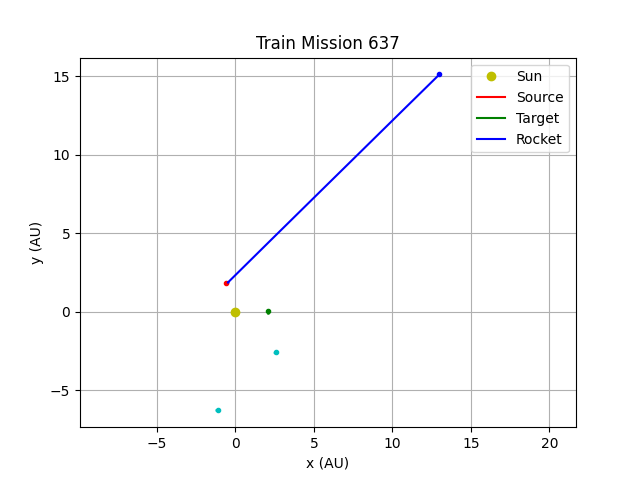 Train Mission 637
Sun
Source
Target
Rocket
y (AU)
15
10
5
0
−5
−5 0 5 10 15 20
x (AU)